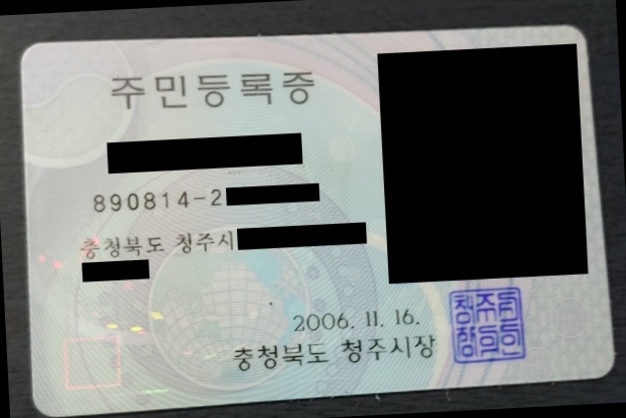 주민등록증
890814-2
충청북도 청주시
2006. 11. 16.
충청북도 청주시장